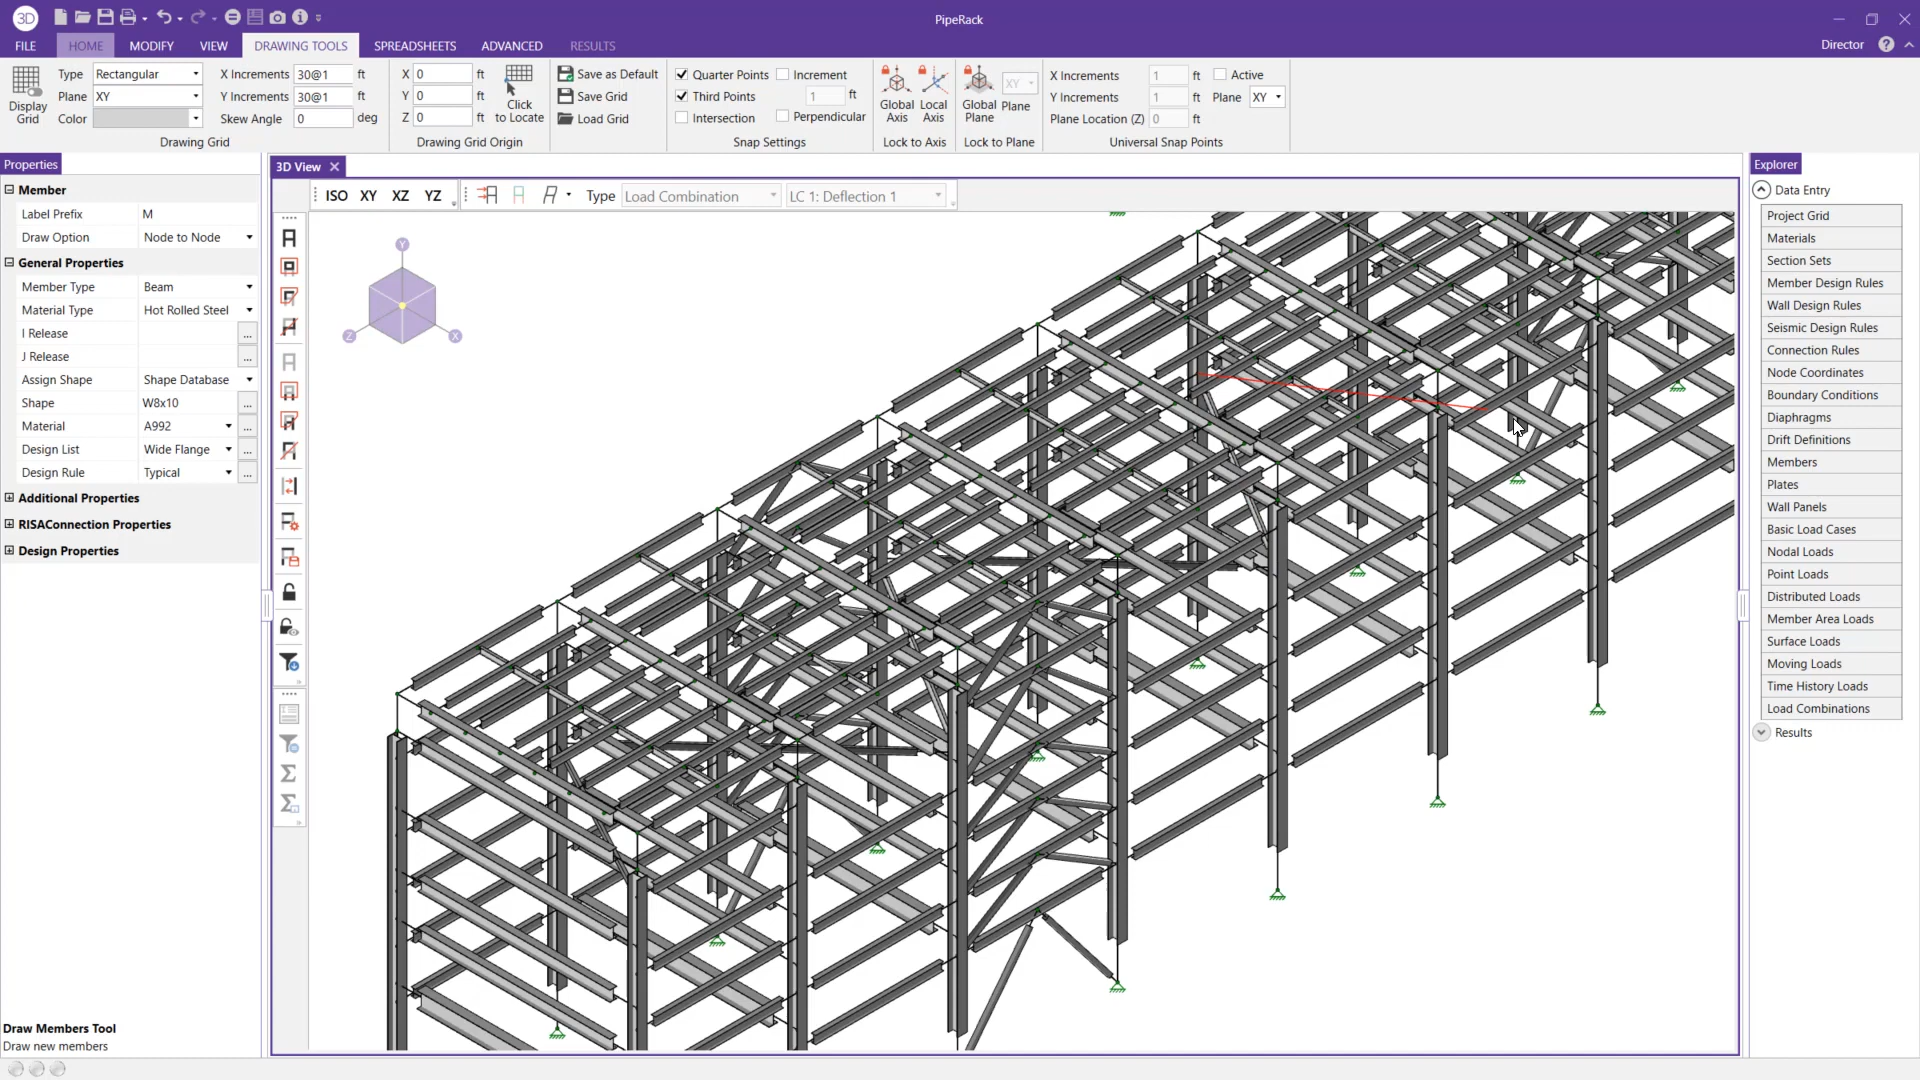 3D
PipeRack
FILE HOME MODIFY VIEW DRAWING TOOLS SPREADSHEETS ADVANCED RESULTS Director ?
Type Rectangular X Increments 30@1 ft X 0 ft Save as Default Quarter Points Increment X Increments 1 ft Active
Plane XY Y Increments 30@1 ft Y 0 ft Save Grid Third Points 1 ft XY Y Increments 1 ft Plane XY
Display Grid Color Skew Angle 0 deg Z 0 ft Click to Locate Load Grid Intersection Perpendicular Global Axis Local Axis Global Plane Plane Plane Location (Z) 0 ft
Drawing Grid Drawing Grid Origin Snap Settings Lock to Axis Lock to Plane Universal Snap Points
Properties
Member
Label Prefix M
Draw Option Node to Node
General Properties
Member Type Beam
Material Type Hot Rolled Steel
I Release ...
J Release ...
Assign Shape Shape Database
Shape W8x10 ...
Material A992 ...
Design List Wide Flange ...
Design Rule Typical ...
Additional Properties
RISAConnection Properties
Design Properties
Draw Members Tool
Draw new members
3D View
ISO XY XZ YZ Type Load Combination LC 1: Deflection 1
Y
Z X
Explorer
Data Entry
Project Grid
Materials
Section Sets
Member Design Rules
Wall Design Rules
Seismic Design Rules
Connection Rules
Node Coordinates
Boundary Conditions
Diaphragms
Drift Definitions
Members
Plates
Wall Panels
Basic Load Cases
Nodal Loads
Point Loads
Distributed Loads
Member Area Loads
Surface Loads
Moving Loads
Time History Loads
Load Combinations
Results